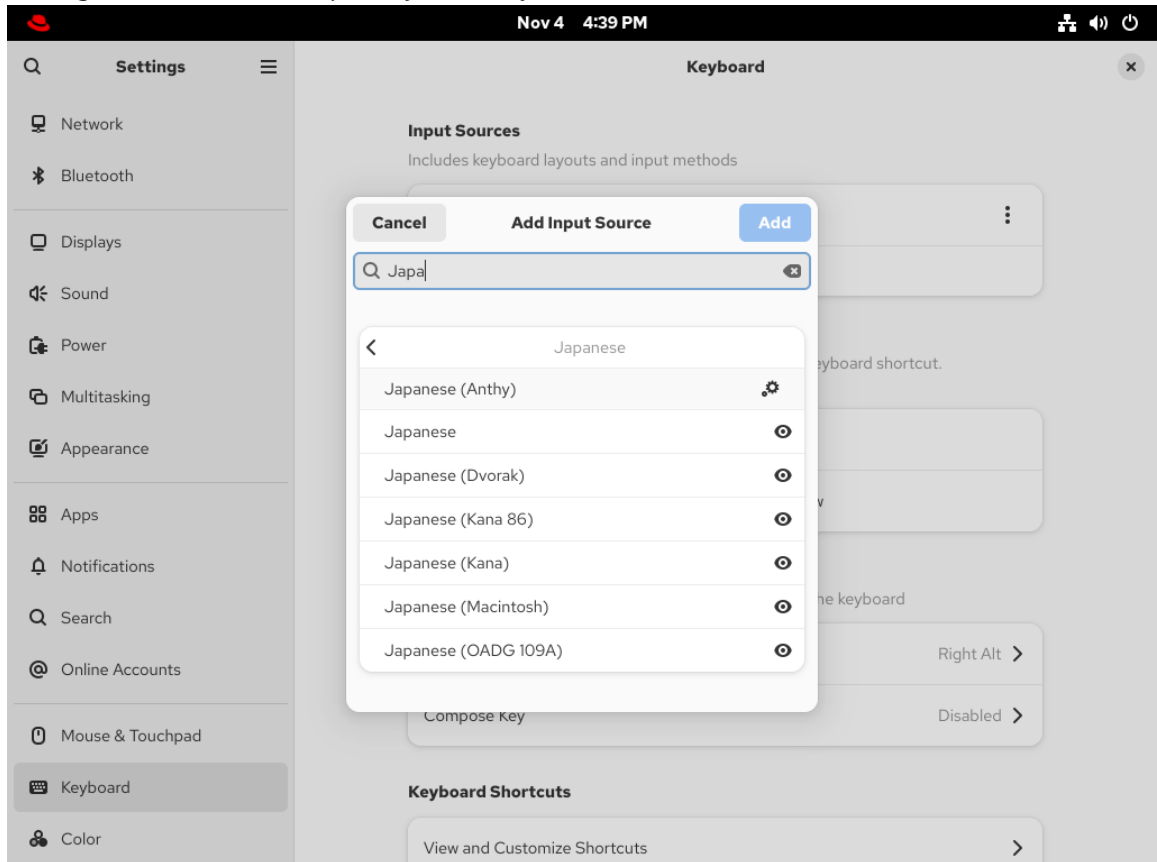 Nov 4 4:39 PM
Settings
Keyboard
Network
Bluetooth
Displays
Sound
Power
Multitasking
Appearance
Apps
Notifications
Search
Online Accounts
Mouse & Touchpad
Keyboard
Color
Input Sources
Includes keyboard layouts and input methods
Cancel
Add Input Source
Add
Japa
Japanese
Japanese (Anthy)
Japanese
Japanese (Dvorak)
Japanese (Kana 86)
Japanese (Kana)
Japanese (Macintosh)
Japanese (OADG 109A)
shortcut.
keyboard
Right Alt
Compose Key
Disabled
Keyboard Shortcuts
View and Customize Shortcuts